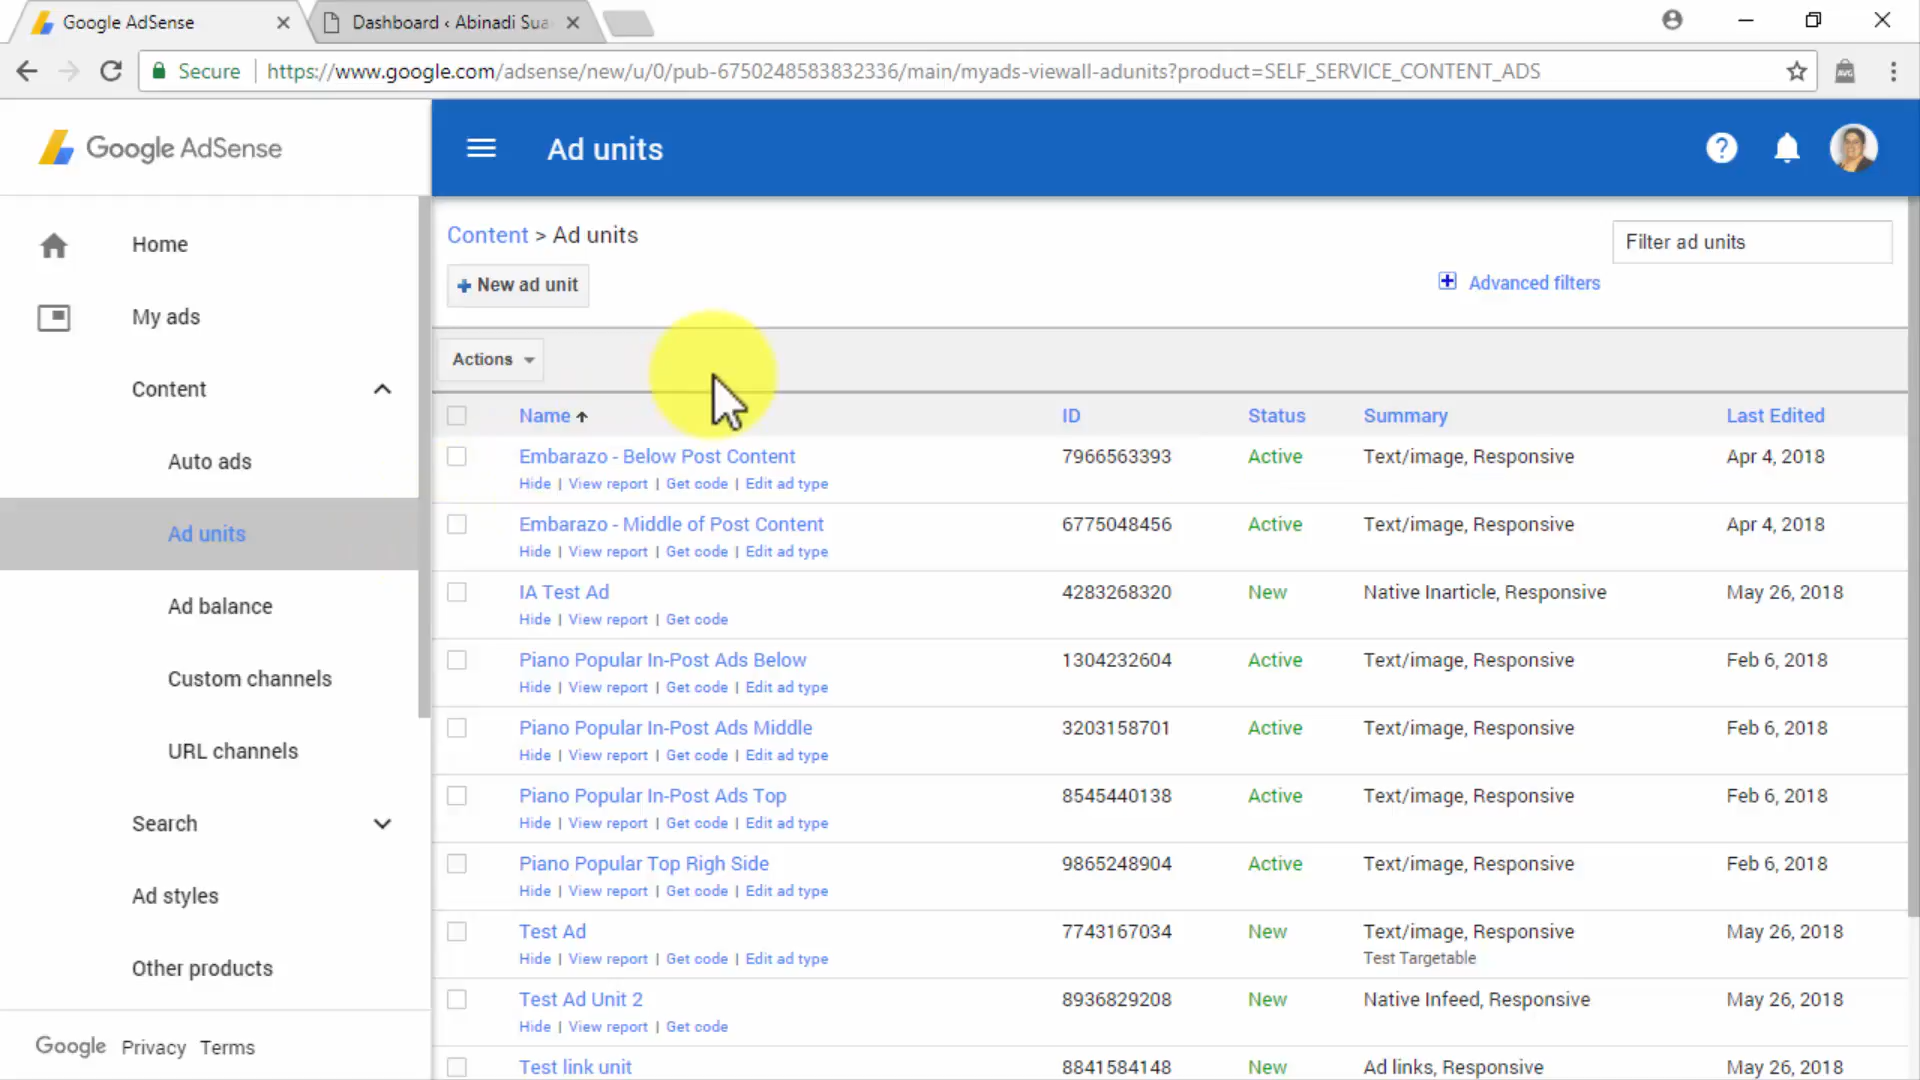 Google AdSense
Dashboard ‹ Abinadi Sua
Secure
https://www.google.com/adsense/new/u/0/pub-6750248583832336/main/myads-viewall-adunits?product=SELF_SERVICE_CONTENT_ADS
Google AdSense
Ad units
Home
My ads
Content
Auto ads
Ad units
Ad balance
Custom channels
URL channels
Search
Ad styles
Other products
Google Privacy Terms
Content > Ad units
Filter ad units
+ New ad unit
Advanced filters
Actions
Name ID Status Summary Last Edited
Embarazo - Below Post Content 7966563393 Active Text/image, Responsive Apr 4, 2018
Hide | View report | Get code | Edit ad type
Embarazo - Middle of Post Content 6775048456 Active Text/image, Responsive Apr 4, 2018
Hide | View report | Get code | Edit ad type
IA Test Ad 4283268320 New Native Inarticle, Responsive May 26, 2018
Hide | View report | Get code
Piano Popular In-Post Ads Below 1304232604 Active Text/image, Responsive Feb 6, 2018
Hide | View report | Get code | Edit ad type
Piano Popular In-Post Ads Middle 3203158701 Active Text/image, Responsive Feb 6, 2018
Hide | View report | Get code | Edit ad type
Piano Popular In-Post Ads Top 8545440138 Active Text/image, Responsive Feb 6, 2018
Hide | View report | Get code | Edit ad type
Piano Popular Top Righ Side 9865248904 Active Text/image, Responsive Feb 6, 2018
Hide | View report | Get code | Edit ad type
Test Ad 7743167034 New Text/image, Responsive May 26, 2018
Hide | View report | Get code | Edit ad type Test Targetable
Test Ad Unit 2 8936829208 New Native Infeed, Responsive May 26, 2018
Hide | View report | Get code
Test link unit 8841584148 New Ad links, Responsive May 26, 2018